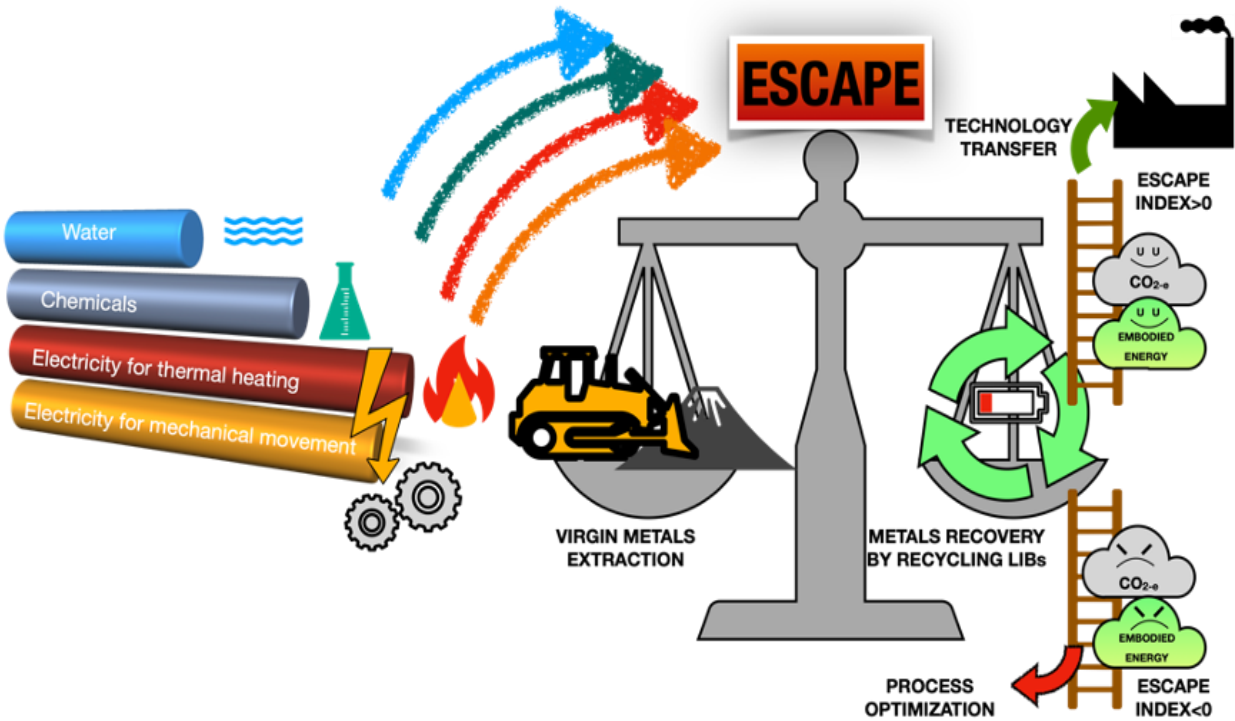 ESCAPE
TECHNOLOGY
TRANSFER
ESCAPE
INDEX>0
Water
CO2-e
Chemicals
EMBODIED
ENERGY
Electricity for thermal heating
Electricity for mechanical movement
VIRGIN METALS
EXTRACTION
METALS RECOVERY
BY RECYCLING LIBs
CO2-e
EMBODIED
ENERGY
PROCESS
OPTIMIZATION
ESCAPE
INDEX<0